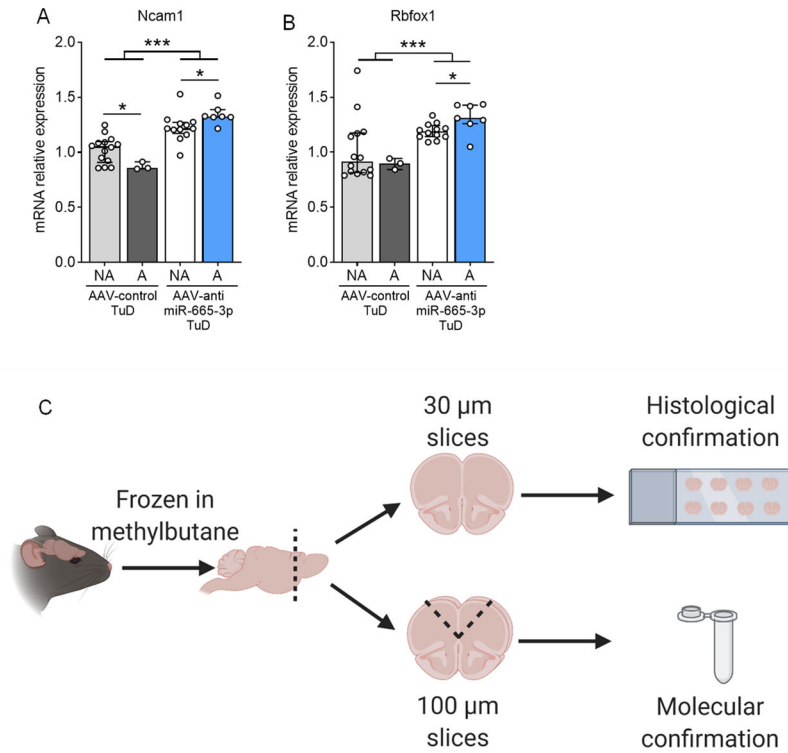 A
Ncam1
mRNA relative expression
2.0
1.5
1.0
0.5
0.0
***
*
*
NA
A
NA
A
AAV-control
TuD
AAV-anti
miR-665-3p
TuD
B
Rbfox1
mRNA relative expression
2.0
1.5
1.0
0.5
0.0
***
*
NA
A
NA
A
AAV-control
TuD
AAV-anti
miR-665-3p
TuD
C
Frozen in
methylbutane
30 µm
slices
Histological
confirmation
100 µm
slices
Molecular
confirmation